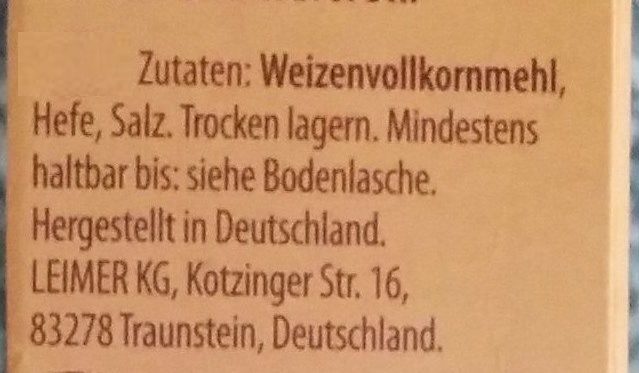 Zutaten: Weizenvollkornmehl,
Hefe, Salz. Trocken lagern. Mindestens
haltbar bis: siehe Bodenlasche.
Hergestellt in Deutschland.
LEIMER KG, Kotzinger Str. 16,
83278 Traunstein, Deutschland.